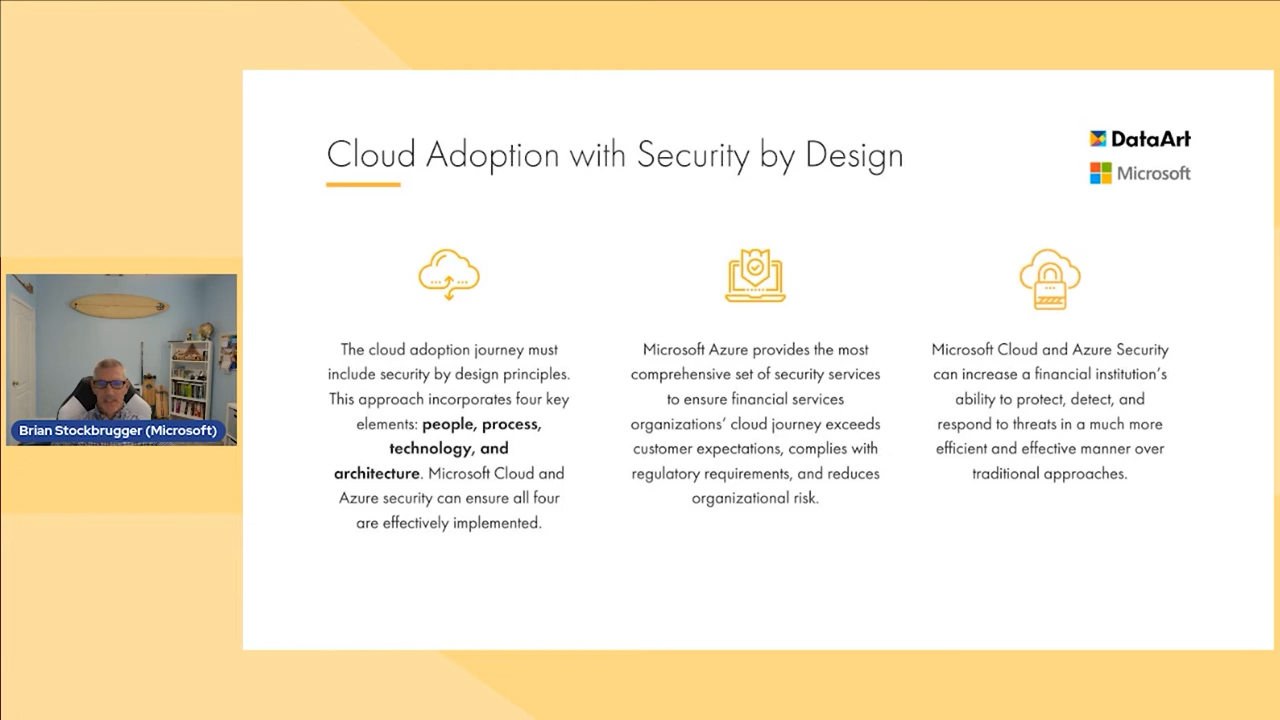 Cloud Adoption with Security by Design
DataArt
Microsoft
The cloud adoption journey must
include security by design principles.
This approach incorporates four key
elements: people, process,
technology, and
architecture. Microsoft Cloud and
Azure security can ensure all four
are effectively implemented.
Microsoft Azure provides the most
comprehensive set of security services
to ensure financial services
organizations’ cloud journey exceeds
customer expectations, complies with
regulatory requirements, and reduces
organizational risk.
Microsoft Cloud and Azure Security
can increase a financial institution’s
ability to protect, detect, and
respond to threats in a much more
efficient and effective manner over
traditional approaches.
Brian Stockbrugger (Microsoft)